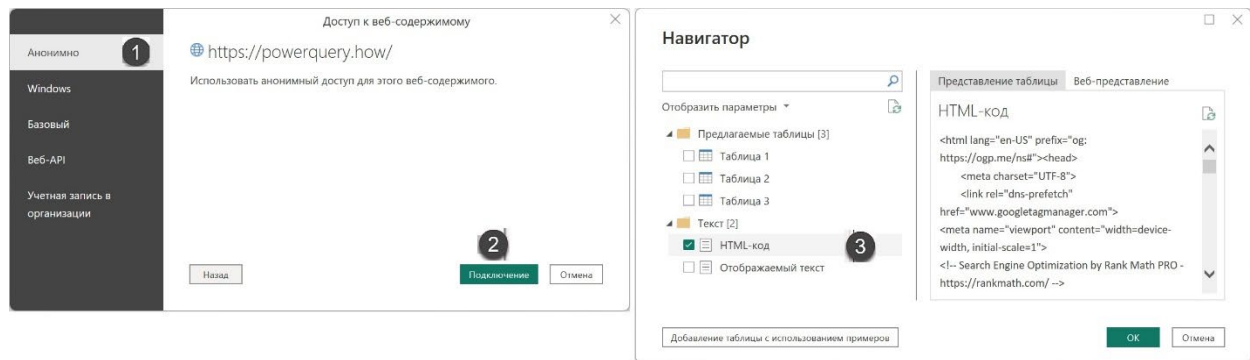 Доступ к веб-содержимому
Анонимно
1
https://powerquery.how/
Использовать анонимный доступ для этого веб-содержимого.
Windows
Базовый
Веб-API
Учетная запись в
организации
2
Назад
Подключение
Отмена
Навигатор
Отобразить параметры
Предлагаемые таблицы [3]
Таблица 1
Таблица 2
Таблица 3
Текст [2]
HTML-код
3
Отображаемый текст
Представление таблицы
Веб-представление
HTML-код
<html lang="en-US" prefix="og:
https://ogp.me/ns#"><head>
<meta charset="UTF-8">
<link rel="dns-prefetch"
href="www.googletagmanager.com">
<meta name="viewport" content="width=device-
width, initial-scale=1">
<!-- Search Engine Optimization by Rank Math PRO -
https://rankmath.com/ -->
Добавление таблицы с использованием примеров
ОК
Отмена